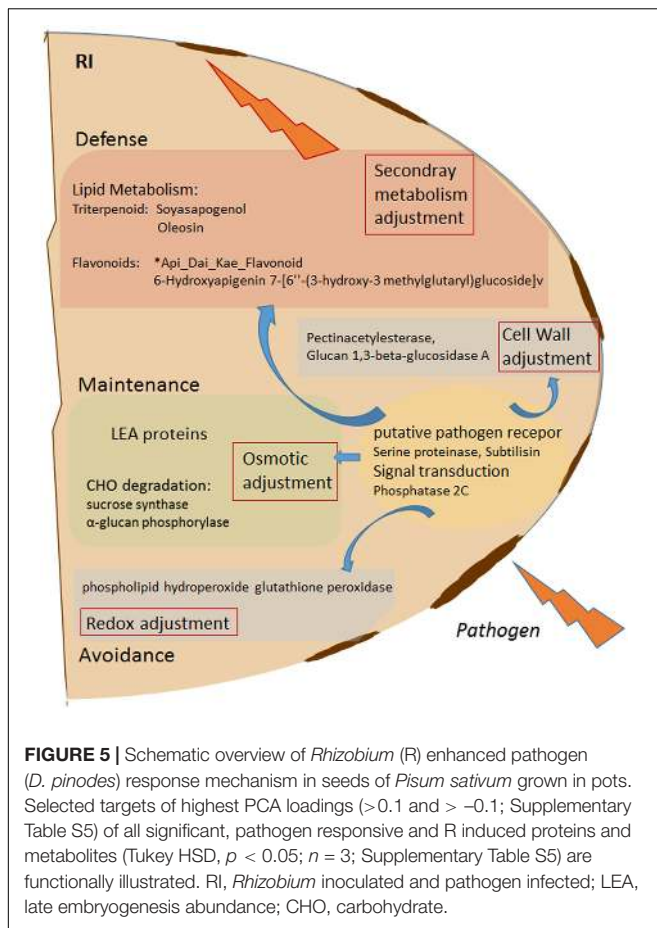 RI
Defense
Lipid Metabolism:
Triterpenoid: Soyasapogenol
Oleosin
Flavonoids: *Api_Dai_Kae_Flavonoid
6-Hydroxyapigenin 7-[6''-(3-hydroxy-3 methylglutaryl)glucoside]v
Secondray
metabolism
adjustment
Pectinacetylesterase,
Glucan 1,3-beta-glucosidase A
Cell Wall
adjustment
Maintenance
LEA proteins
CHO degradation:
sucrose synthase
α-glucan phosphorylase
Osmotic
adjustment
putative pathogen recepor
Serine proteinase, Subtilisin
Signal transduction
Phosphatase 2C
phospholipid hydroperoxide glutathione peroxidase
Redox adjustment
Avoidance
Pathogen
FIGURE 5 | Schematic overview of Rhizobium (R) enhanced pathogen
(D. pinodes) response mechanism in seeds of Pisum sativum grown in pots.
Selected targets of highest PCA loadings (>0.1 and > –0.1; Supplementary
Table S5) of all significant, pathogen responsive and R induced proteins and
metabolites (Tukey HSD, p < 0.05; n = 3; Supplementary Table S5) are
functionally illustrated. RI, Rhizobium inoculated and pathogen infected; LEA,
late embryogenesis abundance; CHO, carbohydrate.